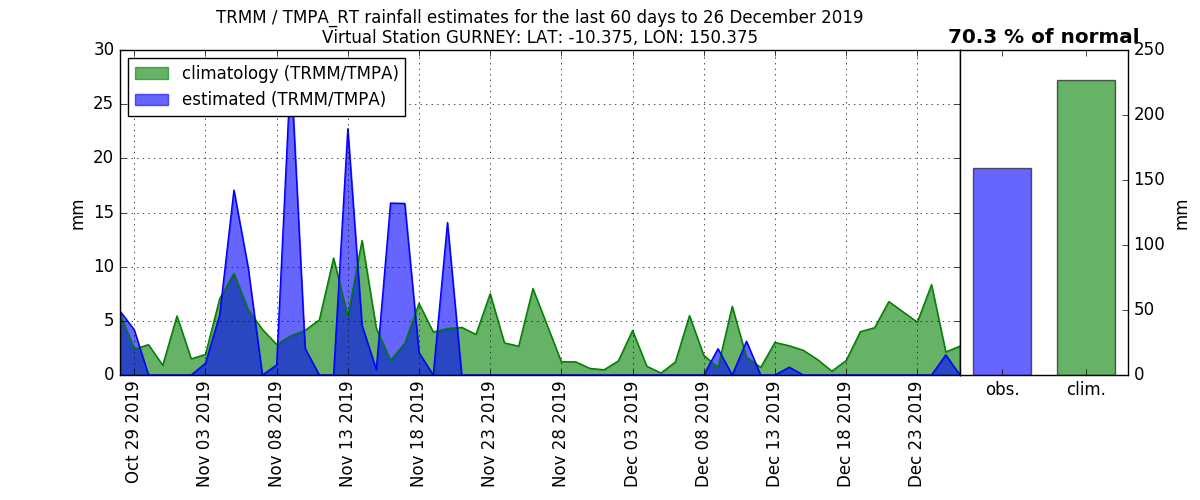 TRMM / TMPA_RT rainfall estimates for the last 60 days to 26 December 2019
Virtual Station GURNEY: LAT: -10.375, LON: 150.375
70.3 % of normal
climatology (TRMM/TMPA)
estimated (TRMM/TMPA)
30
25
20
15
10
5
0
mm
Oct 29 2019
Nov 03 2019
Nov 08 2019
Nov 13 2019
Nov 18 2019
Nov 23 2019
Nov 28 2019
Dec 03 2019
Dec 08 2019
Dec 13 2019
Dec 18 2019
Dec 23 2019
250
200
150
100
50
0
mm
obs.
clim.